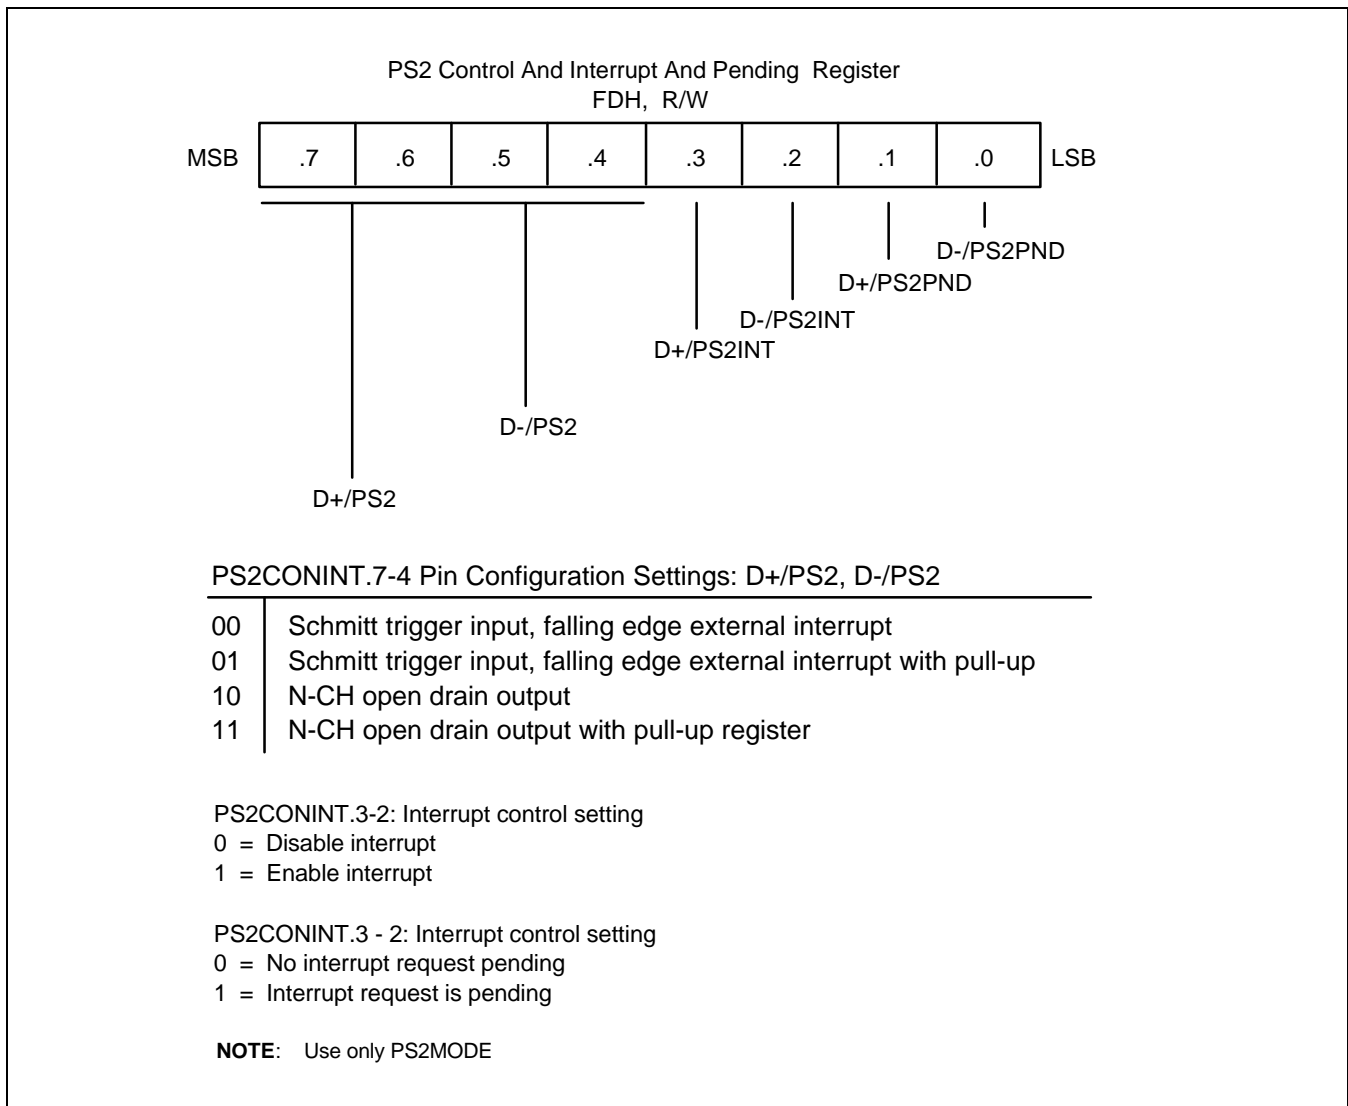 PS2 Control And Interrupt And Pending Register
FDH, R/W
MSB .7 .6 .5 .4 .3 .2 .1 .0 LSB
D-/PS2PND
D+/PS2PND
D-/PS2INT
D+/PS2INT
D-/PS2
D+/PS2
PS2CONINT.7-4 Pin Configuration Settings: D+/PS2, D-/PS2
00 Schmitt trigger input, falling edge external interrupt
01 Schmitt trigger input, falling edge external interrupt with pull-up
10 N-CH open drain output
11 N-CH open drain output with pull-up register
PS2CONINT.3-2: Interrupt control setting
0 = Disable interrupt
1 = Enable interrupt
PS2CONINT.3 - 2: Interrupt control setting
0 = No interrupt request pending
1 = Interrupt request is pending
NOTE: Use only PS2MODE